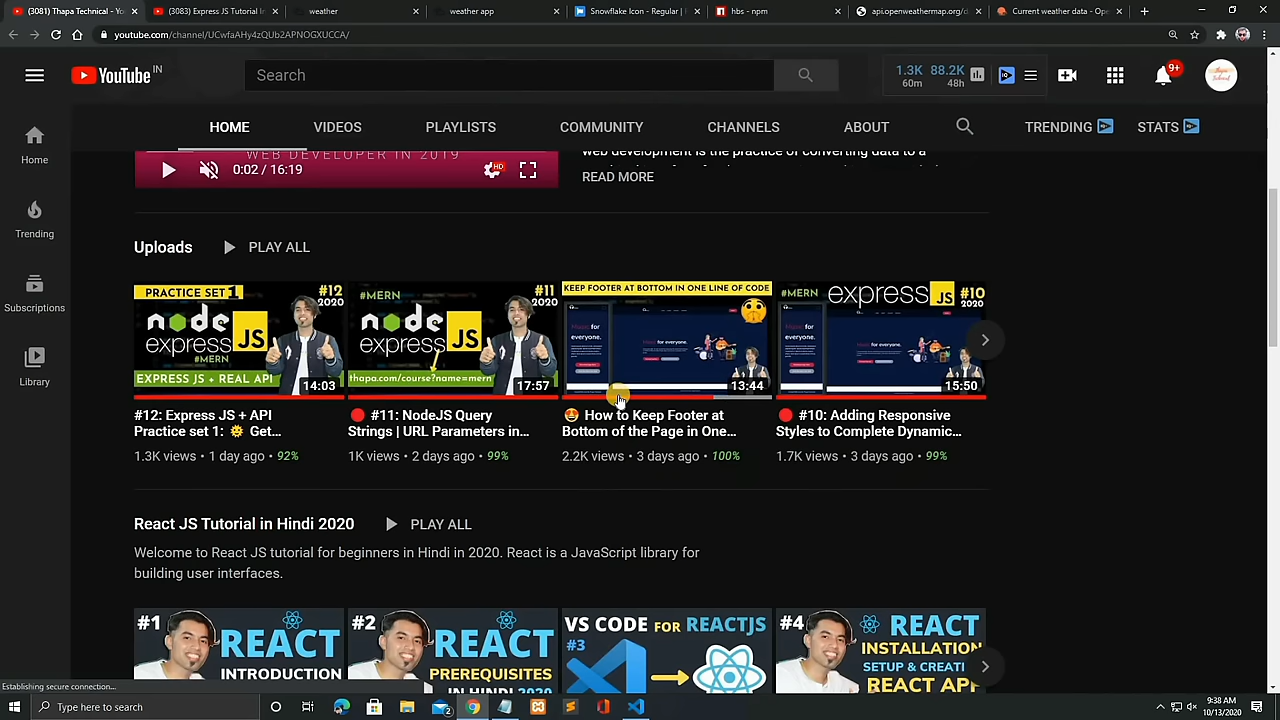 (3081) Thapa Technical - Yo
(3083) Express JS Tutorial In
weather
weather app
Snowflake Icon - Regular |
hbs - npm
api.openweathermap.org/d
Current weather data - Ope
youtube.com/channel/UCwfaAHy4zQUb2APNOGXUCCA/
YouTube IN
Search
1.3K 88.2K
60m 48h
9+
HOME VIDEOS PLAYLISTS COMMUNITY CHANNELS ABOUT TRENDING STATS
Home
Trending
Subscriptions
Library
WEB DEVELOPER IN 2019
0:02 / 16:19
HD
web development is the practice of converting data to a
READ MORE
Uploads PLAY ALL
PRACTICE SET 1
#12
2020
node
express JS
#MERN
EXPRESS JS + REAL API
14:03
#MERN
#11
2020
node
express JS
thapa.com/course?name=mern
17:57
KEEP FOOTER AT BOTTOM IN ONE LINE OF CODE
everyone.
13:44
#MERN express JS #10
2020
everyone.
15:50
#12: Express JS + API
Practice set 1: Get...
1.3K views • 1 day ago • 92%
#11: NodeJS Query
Strings | URL Parameters in...
1K views • 2 days ago • 99%
How to Keep Footer at
Bottom of the Page in One...
2.2K views • 3 days ago • 100%
#10: Adding Responsive
Styles to Complete Dynamic...
1.7K views • 3 days ago • 99%
React JS Tutorial in Hindi 2020 PLAY ALL
Welcome to React JS tutorial for beginners in Hindi in 2020. React is a JavaScript library for
building user interfaces.
#1
REACT
INTRODUCTION
#2
REACT
PREREQUISITES
IN HINDI 2020
VS CODE FOR REACTJS
#3
#4
REACT
INSTALLATION
SETUP & CREATI
REACT APP
Establishing secure connection...
Type here to search
2
9:38 AM
10/13/2020